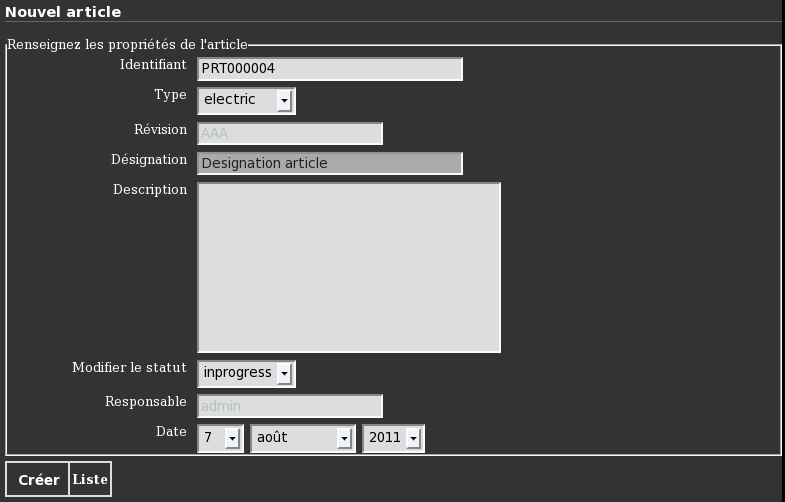 Nouvel article
Renseignez les propriétés de l'article
Identifiant PRT000004
Type electric
Révision AAA
Désignation Designation article
Description
Modifier le statut inprogress
Responsable admin
Date 7 août 2011
Créer Liste